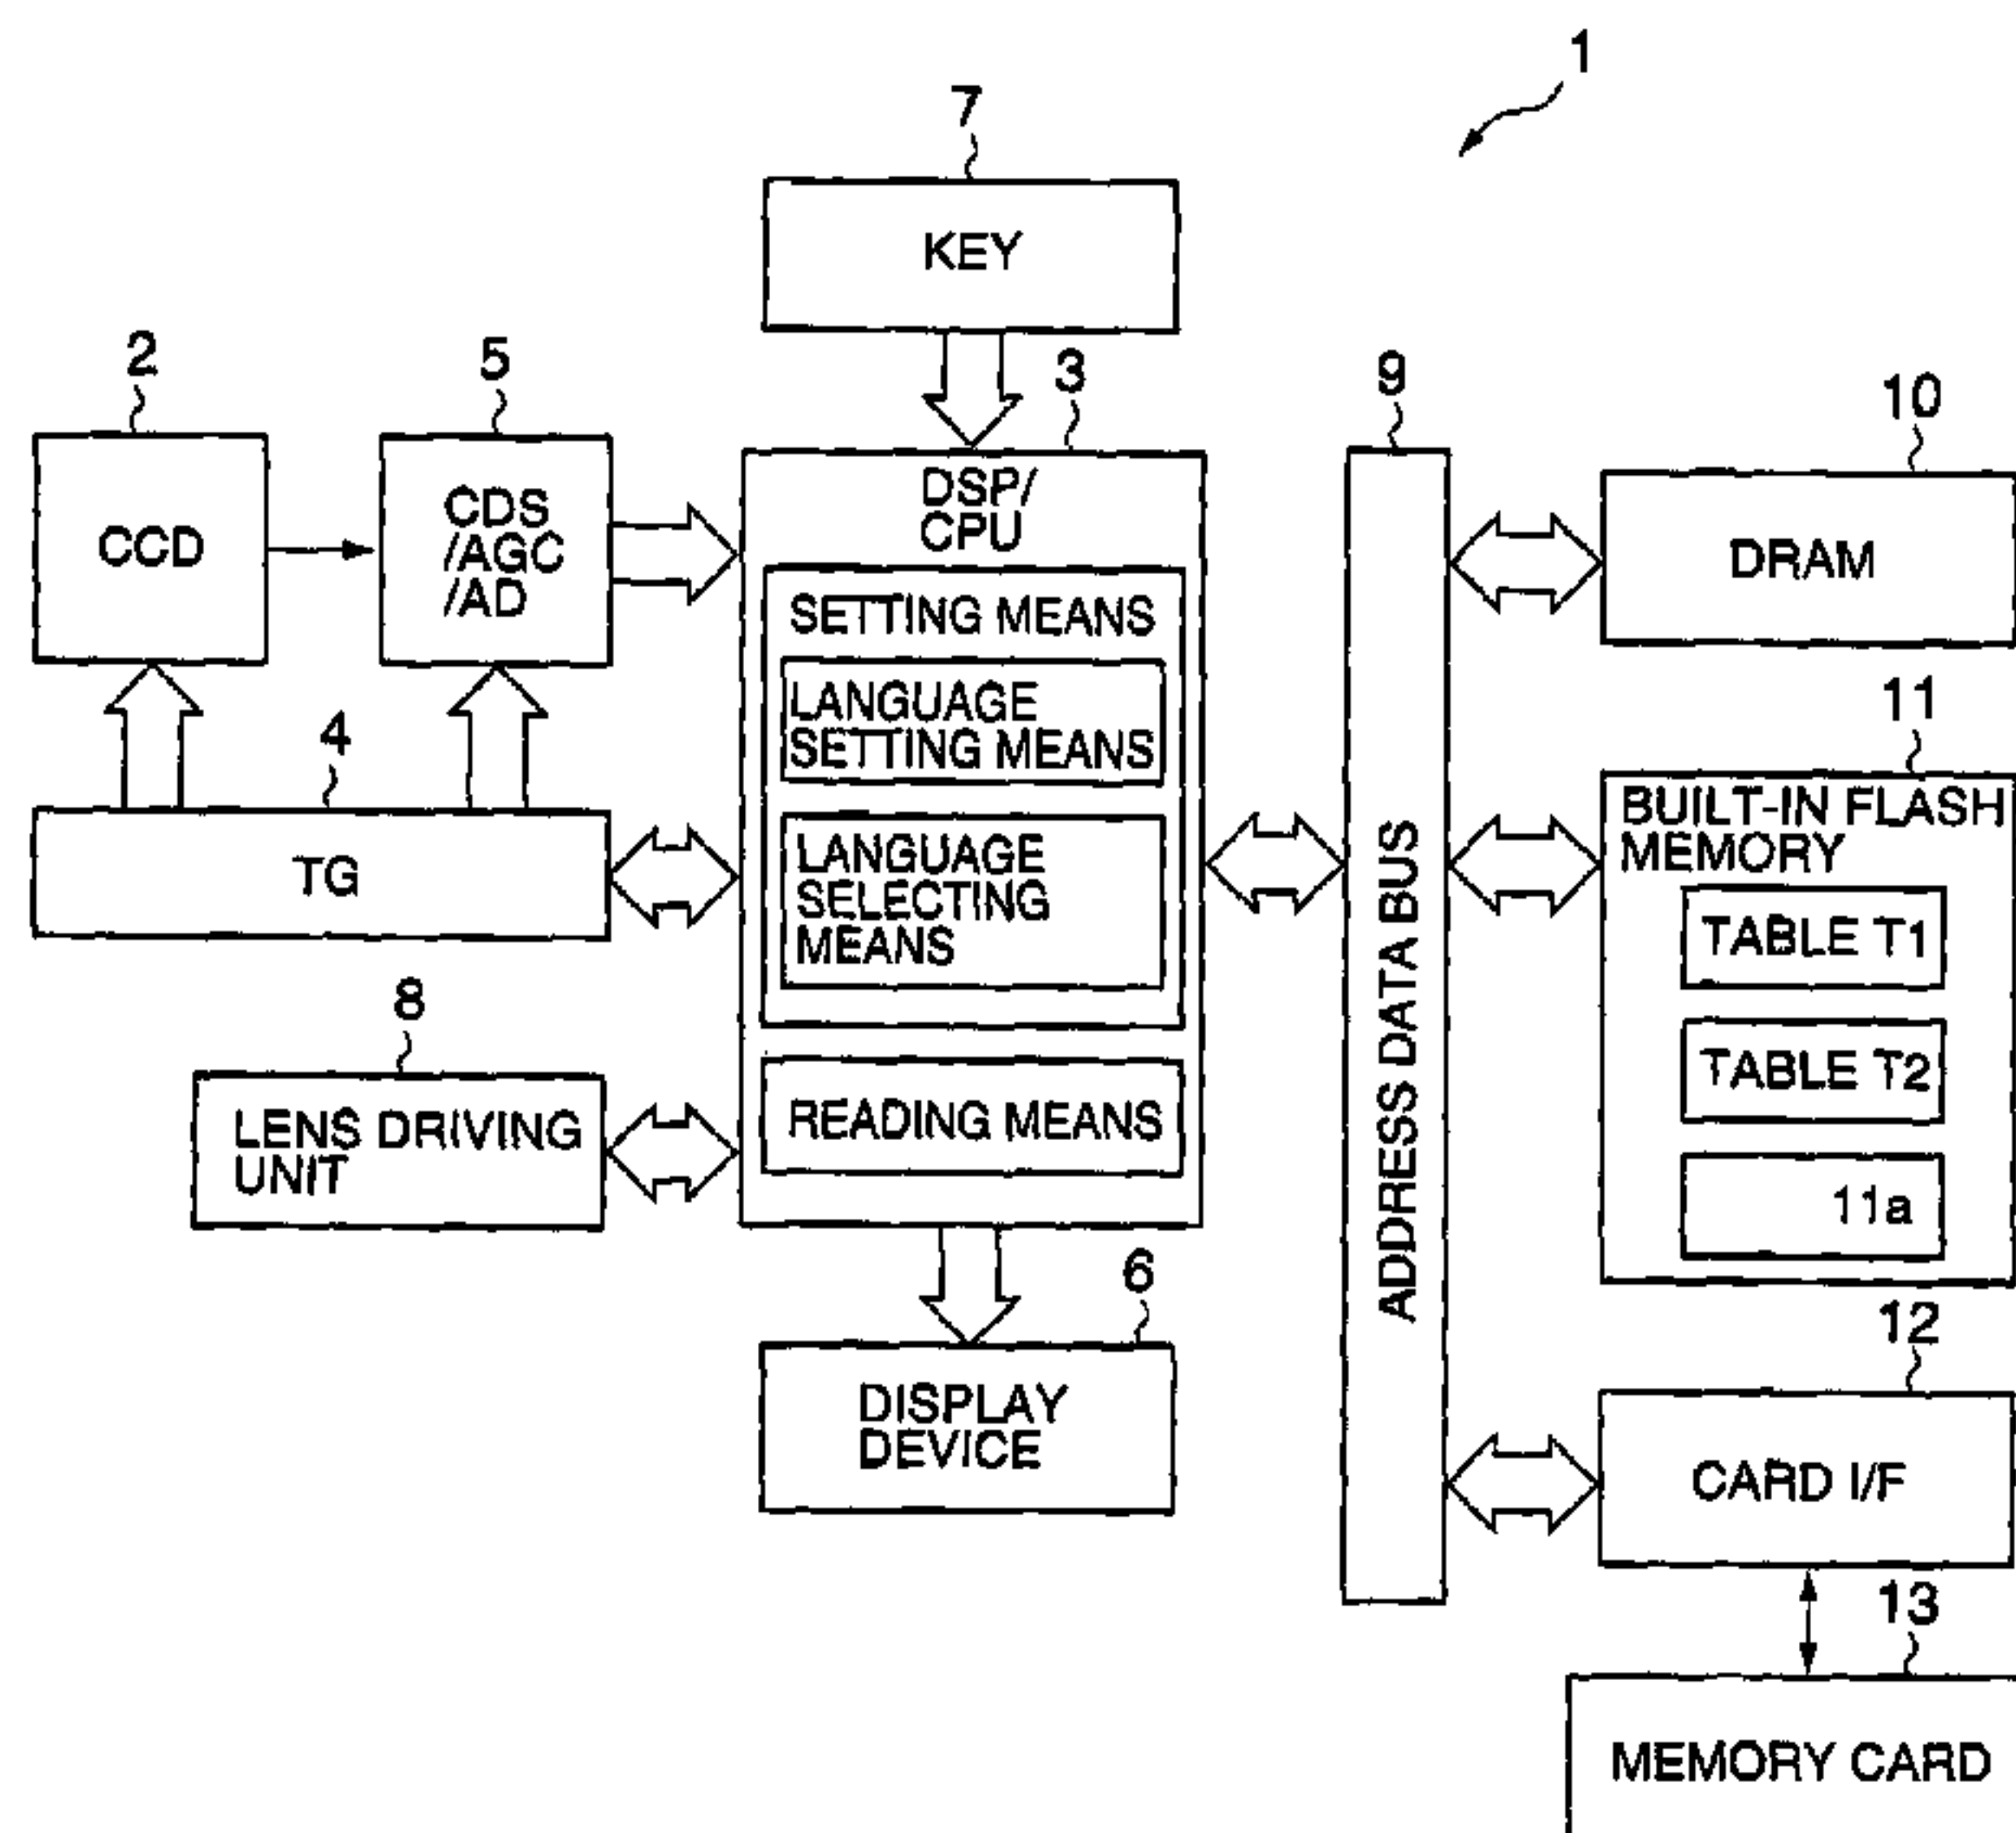 1
7
KEY
2
5
3
9
10
CCD
CDS
/AGC
/AD
DSP/
CPU
SETTING MEANS
LANGUAGE
SETTING MEANS
LANGUAGE
SELECTING
MEANS
READING MEANS
4
TG
8
LENS DRIVING
UNIT
6
DISPLAY
DEVICE
ADDRESS DATA BUS
DRAM
11
BUILT-IN FLASH
MEMORY
TABLE T1
TABLE T2
11a
12
CARD I/F
13
MEMORY CARD